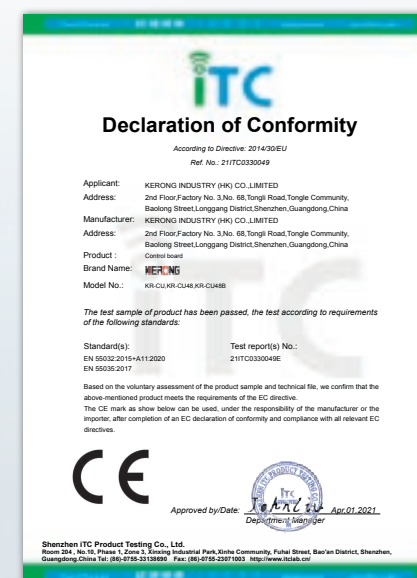 iTC
Declaration of Conformity
According to Directive: 2014/30/EU
Ref. No.: 21ITC0330049
Applicant: KERONG INDUSTRY (HK) CO.,LIMITED
Address: 2nd Floor,Factory No. 3,No. 68,Tongli Road,Tongle Community,
Baolong Street,Longgang District,Shenzhen,Guangdong,China
Manufacturer: KERONG INDUSTRY (HK) CO.,LIMITED
Address: 2nd Floor,Factory No. 3,No. 68,Tongli Road,Tongle Community,
Baolong Street,Longgang District,Shenzhen,Guangdong,China
Product : Control board
Brand Name: KERONG
Model No.: KR-CU,KR-CU48,KR-CU48B
The test sample of product has been passed, the test according to requirements
of the following standards:
Standard(s): Test report(s) No.:
EN 55032:2015+A11:2020 21ITC0330049E
EN 55035:2017
Based on the voluntary assessment of the product sample and technical file, we confirm that the
above-mentioned product meets the requirements of the EC directive.
The CE mark as show below can be used, under the responsibility of the manufacturer or the
importer, after completion of an EC declaration of conformity and compliance with all relevant EC
directives.
CE
Approved by/Date: Apr.01.2021
Department Manager
Shenzhen iTC Product Testing Co., Ltd.
Room 204 , No.10, Phase 1, Zone 3, Xinxing Industrial Park,Xinhe Community, Fuhai Street, Bao'an District, Shenzhen,
Guangdong.China Tel: (86)-0755-33138690 Fax: (86)-0755-23071003 http://www.itclab.cn/